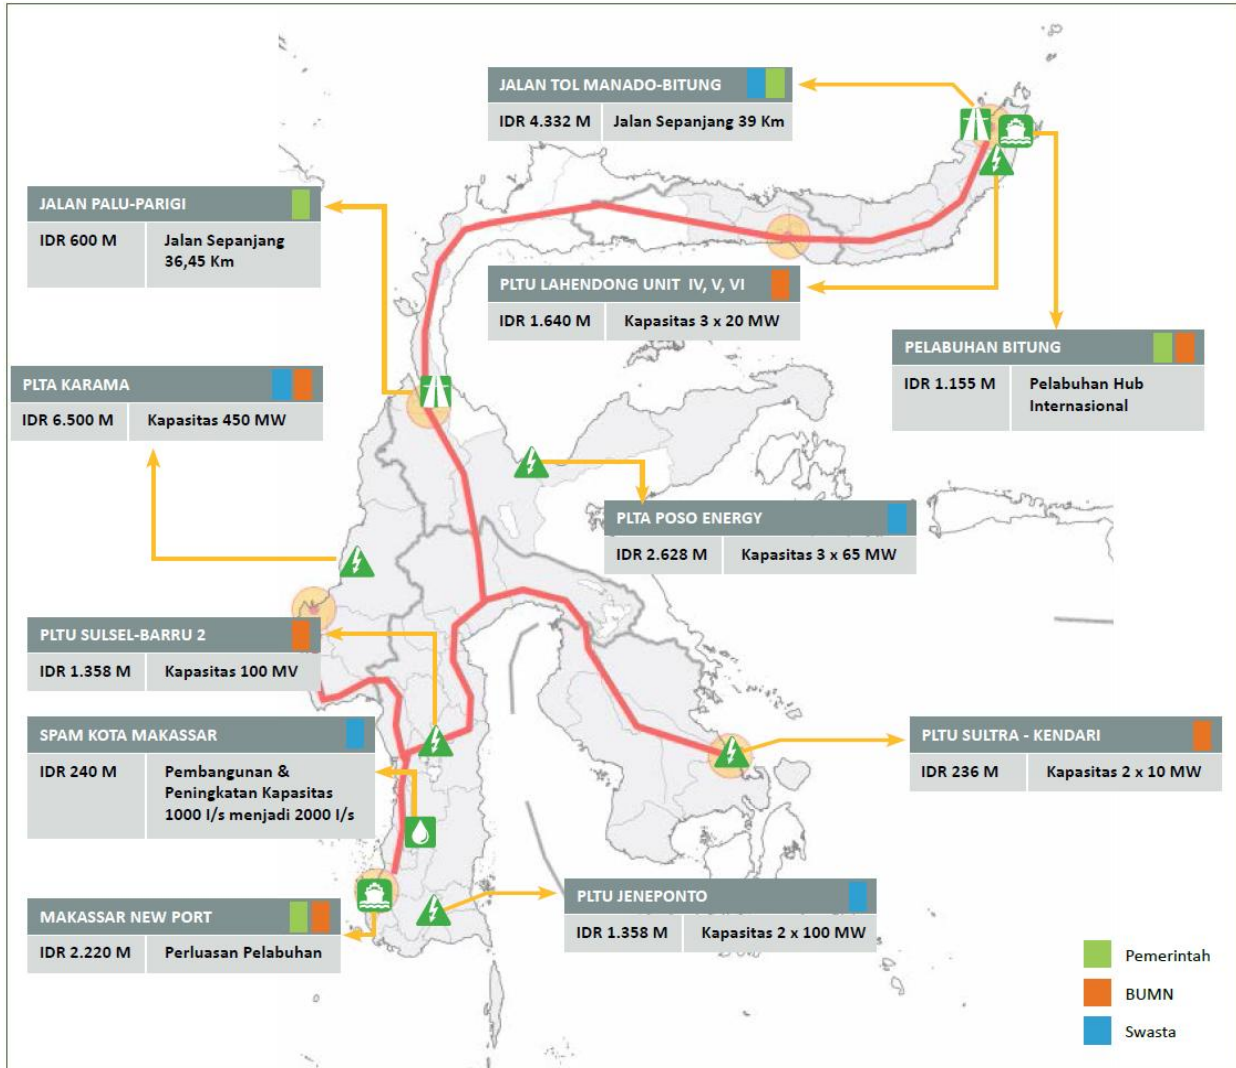 JALAN TOL MANADO-BITUNG
IDR 4.332 M
Jalan Sepanjang 39 Km
JALAN PALU-PARIGI
IDR 600 M
Jalan Sepanjang
36,45 Km
PLTU LAHENDONG UNIT IV, V, VI
IDR 1.640 M
Kapasitas 3 x 20 MW
PELABUHAN BITUNG
IDR 1.155 M
Pelabuhan Hub
Internasional
PLTA KARAMA
IDR 6.500 M
Kapasitas 450 MW
PLTA POSO ENERGY
IDR 2.628 M
Kapasitas 3 x 65 MW
PLTU SULSEL-BARRU 2
IDR 1.358 M
Kapasitas 100 MV
SPAM KOTA MAKASSAR
IDR 240 M
Pembangunan &
Peningkatan Kapasitas
1000 l/s menjadi 2000 l/s
PLTU SULTRA - KENDARI
IDR 236 M
Kapasitas 2 x 10 MW
MAKASSAR NEW PORT
IDR 2.220 M
Perluasan Pelabuhan
PLTU JENEPONTO
IDR 1.358 M
Kapasitas 2 x 100 MW
Pemerintah
BUMN
Swasta